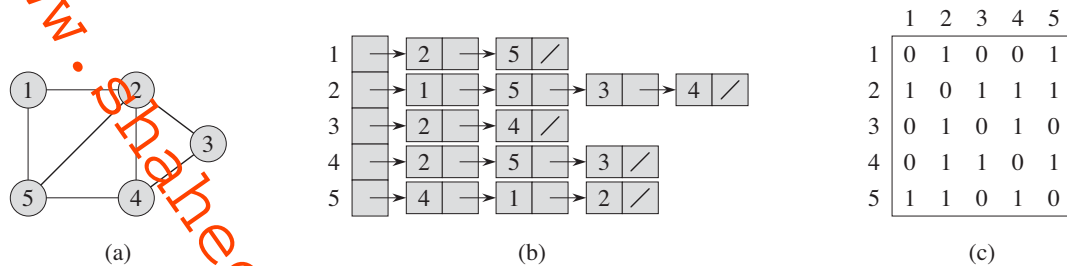 1 2 3 4 5
1 2 5
2 1 5 3 4
3 2 4
4 2 5 3
5 4 1 2
1 2
3
5 4
1 0 1 0 0 1
2 1 0 1 1 1
3 0 1 0 1 0
4 0 1 1 0 1
5 1 1 0 1 0
(a) (b) (c)
w.shahe